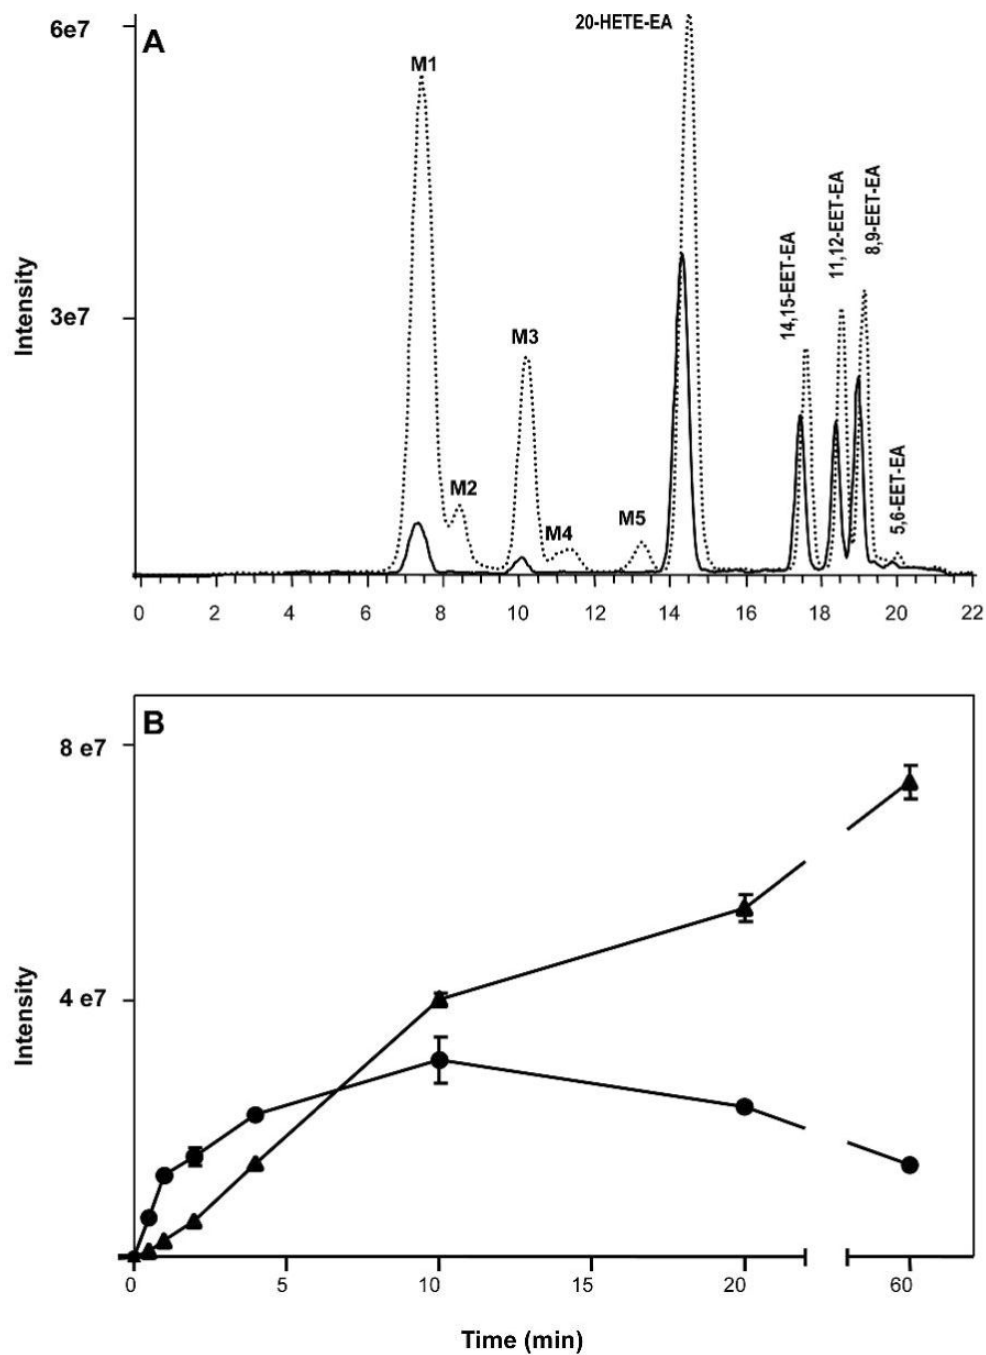 6e7
A
20-HETE-EA
M1
11,12-EET-EA
8,9-EET-EA
14,15-EET-EA
3e7
M3
M2
M4
M5
5,6-EET-EA
Intensity
0 2 4 6 8 10 12 14 16 18 20 22
B
8 e7
4 e7
Intensity
0 5 10 15 20 60
Time (min)